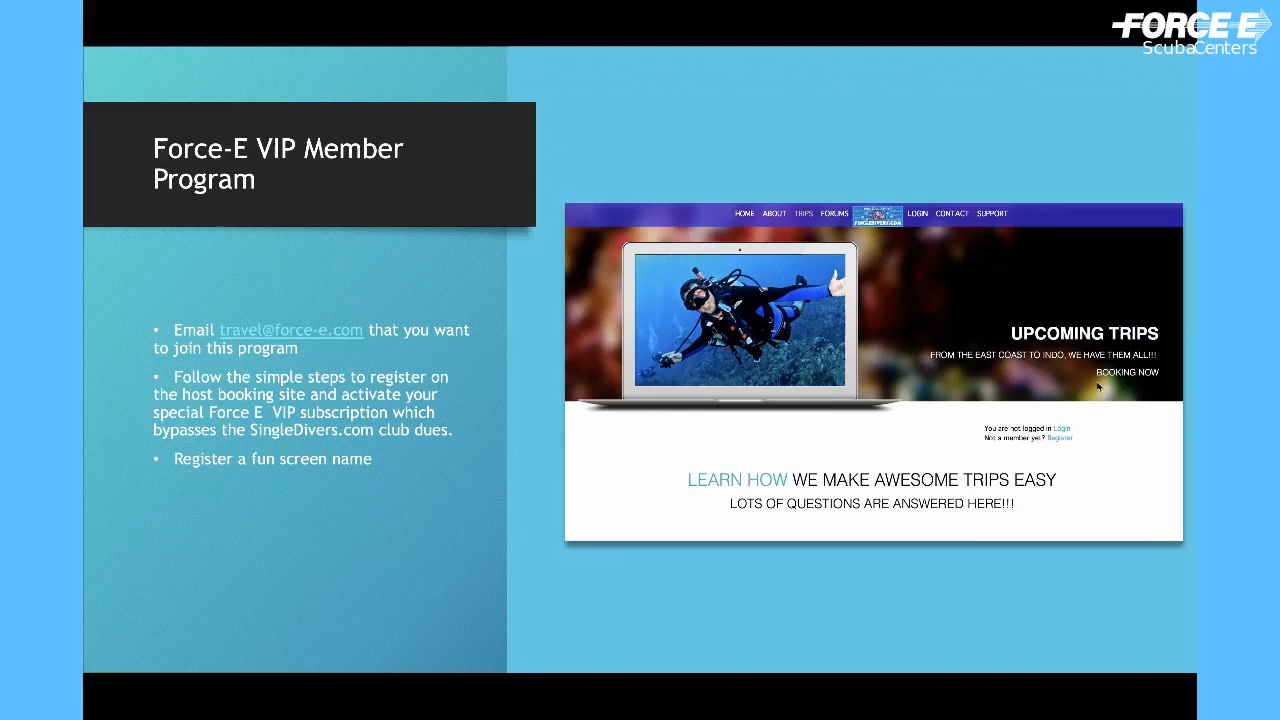 FORCE E
ScubaCenters
Force-E VIP Member
Program
• Email travel@force-e.com that you want
to join this program
• Follow the simple steps to register on
the host booking site and activate your
special Force E VIP subscription which
bypasses the SingleDivers.com club dues.
• Register a fun screen name
HOME ABOUT TRIPS FORUMS SINGLEDIVERS.COM LOGIN CONTACT SUPPORT
UPCOMING TRIPS
FROM THE EAST COAST TO INDO, WE HAVE THEM ALL!!!
BOOKING NOW
You are not logged in Login
Not a member yet? Register
LEARN HOW WE MAKE AWESOME TRIPS EASY
LOTS OF QUESTIONS ARE ANSWERED HERE!!!